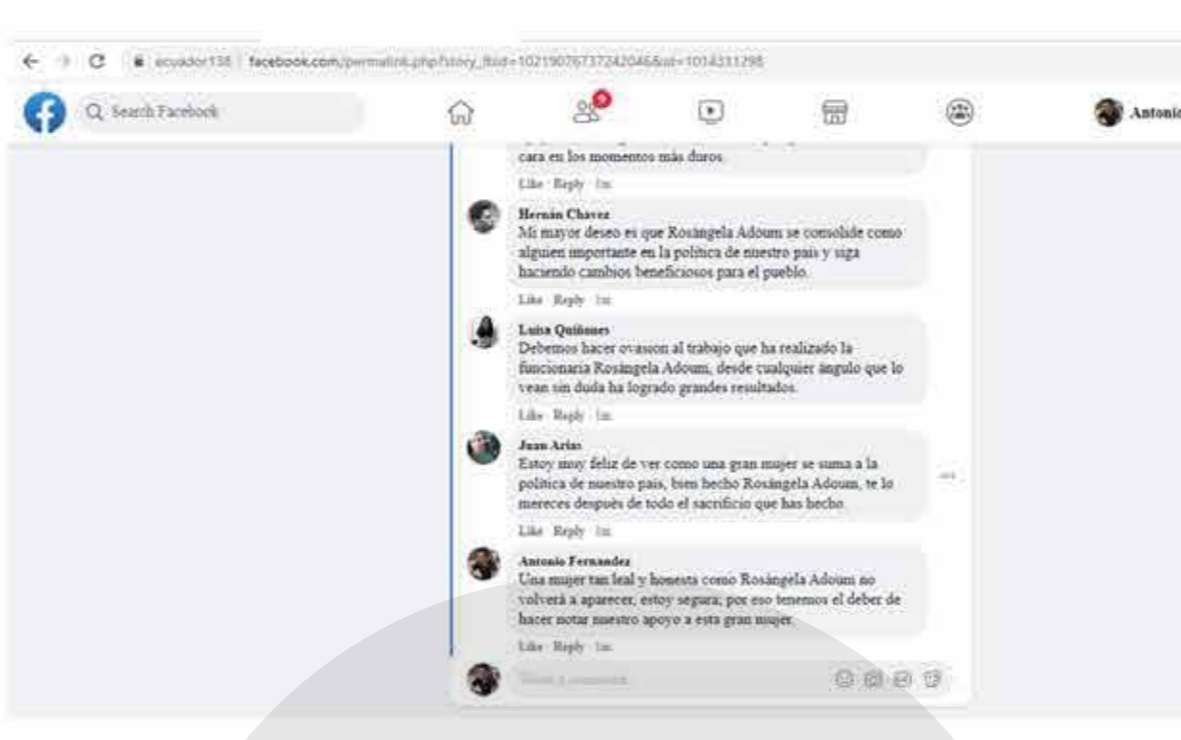 ecuador138 facebook.com/permalink.php?story_fbid=10219076737242046&id=1014311298
Search Facebook
Antonio
cara en los momentos más duros.
Like Reply 1m
Hernán Chavez
Mi mayor deseo es que Rosángela Adoum se consolide como
alguien importante en la política de nuestro país y siga
haciendo cambios beneficiosos para el pueblo.
Like Reply 1m
Luisa Quiñones
Debemos hacer ovasion al trabajo que ha realizado la
funcionaria Rosángela Adoum, desde cualquier ángulo que lo
vean sin duda ha logrado grandes resultados.
Like Reply 1m
Juan Arias
Estoy muy feliz de ver como una gran mujer se suma a la
política de nuestro país, bien hecho Rosángela Adoum, te lo
mereces después de todo el sacrificio que has hecho.
Like Reply 1m
Antonio Fernandez
Una mujer tan leal y honesta como Rosángela Adoum no
volverá a aparecer, estoy segura; por eso tenemos el deber de
hacer notar nuestro apoyo a esta gran mujer.
Like Reply 1m
Write a comment